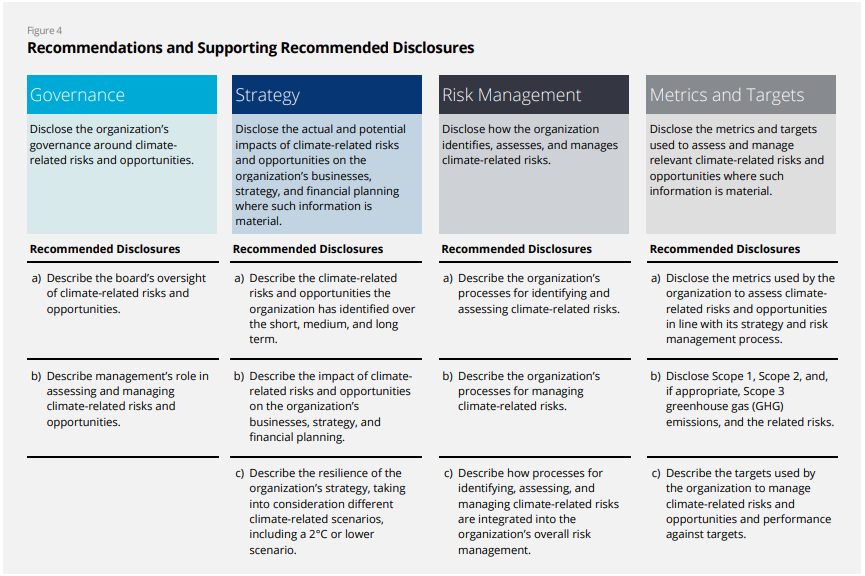 Figure 4
Recommendations and Supporting Recommended Disclosures
Governance
Disclose the organization's
governance around climate-
related risks and opportunities.
Recommended Disclosures
a) Describe the board's oversight
of climate-related risks and
opportunities.
b) Describe management's role in
assessing and managing
climate-related risks and
opportunities.
Strategy
Disclose the actual and potential
impacts of climate-related risks
and opportunities on the
organization's businesses,
strategy, and financial planning
where such information is
material.
Recommended Disclosures
a) Describe the climate-related
risks and opportunities the
organization has identified over
the short, medium, and long
term.
b) Describe the impact of climate-
related risks and opportunities
on the organization's
businesses, strategy, and
financial planning.
c) Describe the resilience of the
organization's strategy, taking
into consideration different
climate-related scenarios,
including a 2°C or lower
scenario.
Risk Management
Disclose how the organization
identifies, assesses, and manages
climate-related risks.
Recommended Disclosures
a) Describe the organization's
processes for identifying and
assessing climate-related risks.
b) Describe the organization's
processes for managing
climate-related risks.
c) Describe how processes for
identifying, assessing, and
managing climate-related risks
are integrated into the
organization's overall risk
management.
Metrics and Targets
Disclose the metrics and targets
used to assess and manage
relevant climate-related risks and
opportunities where such
information is material.
Recommended Disclosures
a) Disclose the metrics used by the
organization to assess climate-
related risks and opportunities
in line with its strategy and risk
management process.
b) Disclose Scope 1, Scope 2, and,
if appropriate, Scope 3
greenhouse gas (GHG)
emissions, and the related risks.
c) Describe the targets used by
the organization to manage
climate-related risks and
opportunities and performance
against targets.